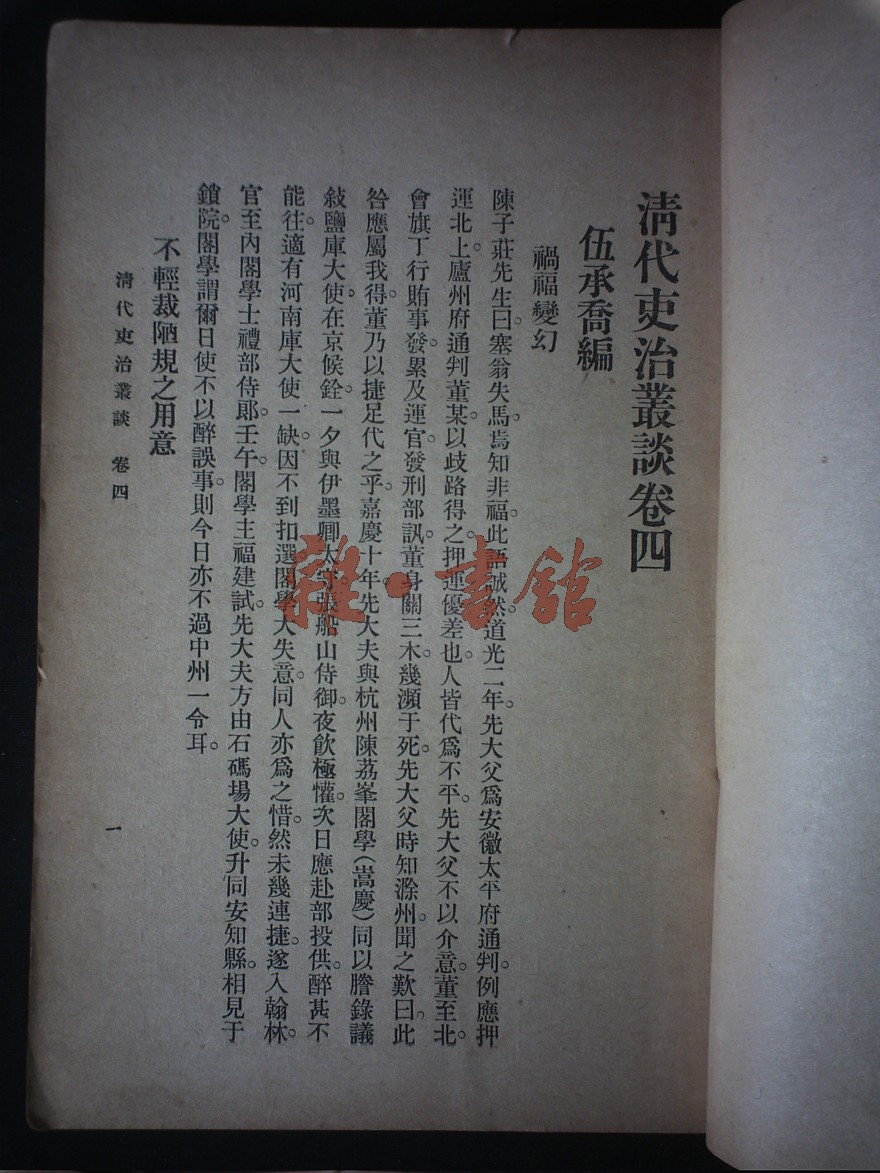 清代吏治叢談卷四
伍承喬編
禍福變幻
陳子莊先生曰塞翁失馬焉知非福。此語誠然。道光二年。先大父爲安徽太平府通判。例應押
運北上。廬州府通判董某以歧路得之。押運優差也。人皆代爲不平。先大父不以介意。董至北。
會旗丁行賄事發。累及運官。發刑部訊。董身關三木。幾瀕于死。先大父時知滁州。聞之歎曰。此
咎應屬我。得董乃以捷足代之乎。嘉慶十年。先大夫與杭州陳荔峯閣學(嵩慶)同以謄錄議
敍鹽庫大使。在京候銓。一夕與伊墨卿太守。張船山侍御。夜飲極懽。次日應赴部投供。醉甚不
能往。適有河南庫大使一缺。因不到扣選。閣學大失意。同人亦爲之惜。然未幾連捷。遂入翰林。
官至內閣學士禮部侍郞。壬午。閣學主福建試。先大夫方由石碼場大使。升同安知縣。相見于
鎖院。閣學謂爾日使不以醉誤事。則今日亦不過中州一令耳。
不輕裁陋規之用意
清代吏治叢談 卷四
一
雜·書館